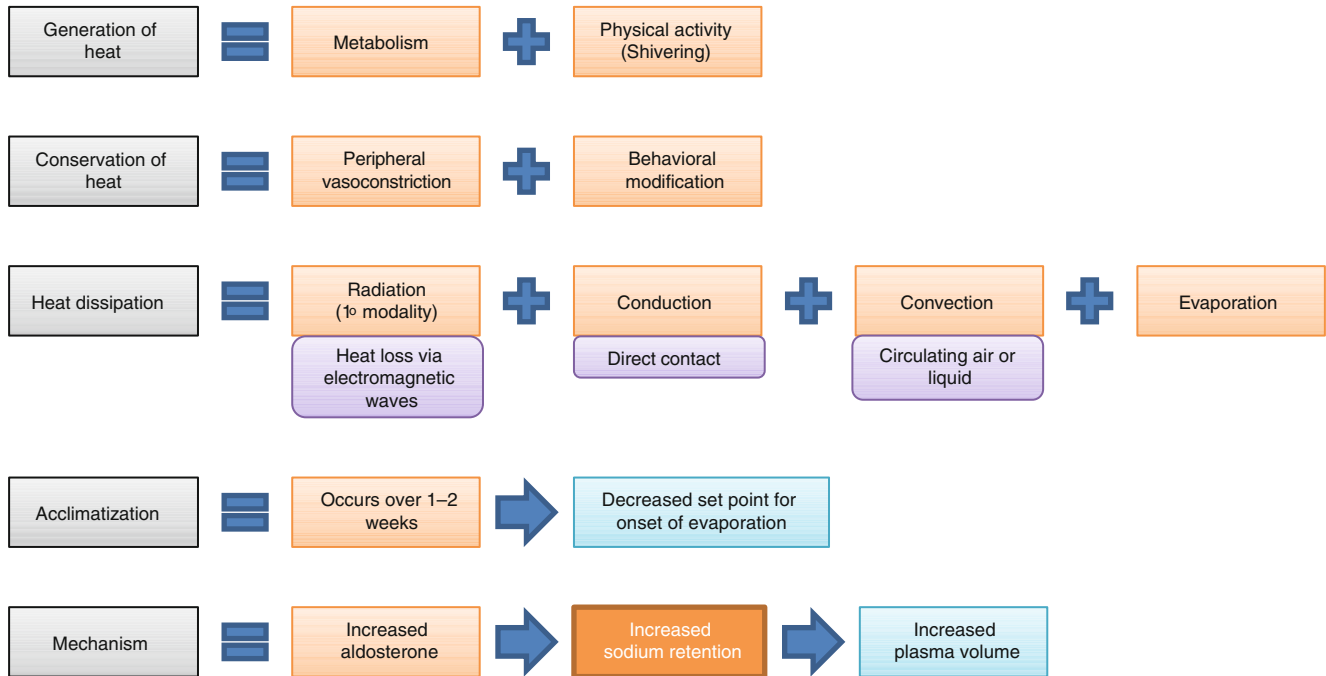 Generation of
heat
Metabolism
Physical activity
(Shivering)
Conservation of
heat
Peripheral
vasoconstriction
Behavioral
modification
Heat dissipation
Radiation
(1º modality)
Conduction
Convection
Evaporation
Heat loss via
electromagnetic
waves
Direct contact
Circulating air or
liquid
Acclimatization
Occurs over 1–2
weeks
Decreased set point for
onset of evaporation
Mechanism
Increased
aldosterone
Increased
sodium retention
Increased
plasma volume